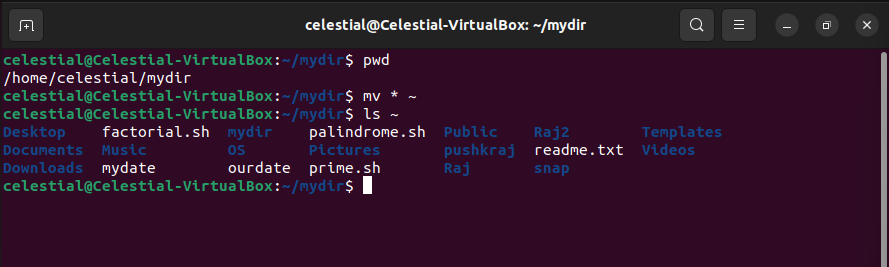 celestial@Celestial-VirtualBox: ~/mydir
celestial@Celestial-VirtualBox:~/mydir$ pwd
/home/celestial/mydir
celestial@Celestial-VirtualBox:~/mydir$ mv * ~
celestial@Celestial-VirtualBox:~/mydir$ ls ~
Desktop factorial.sh mydir palindrome.sh Public Raj2 Templates
Documents Music OS Pictures pushkraj readme.txt Videos
Downloads mydate ourdate prime.sh Raj snap
celestial@Celestial-VirtualBox:~/mydir$